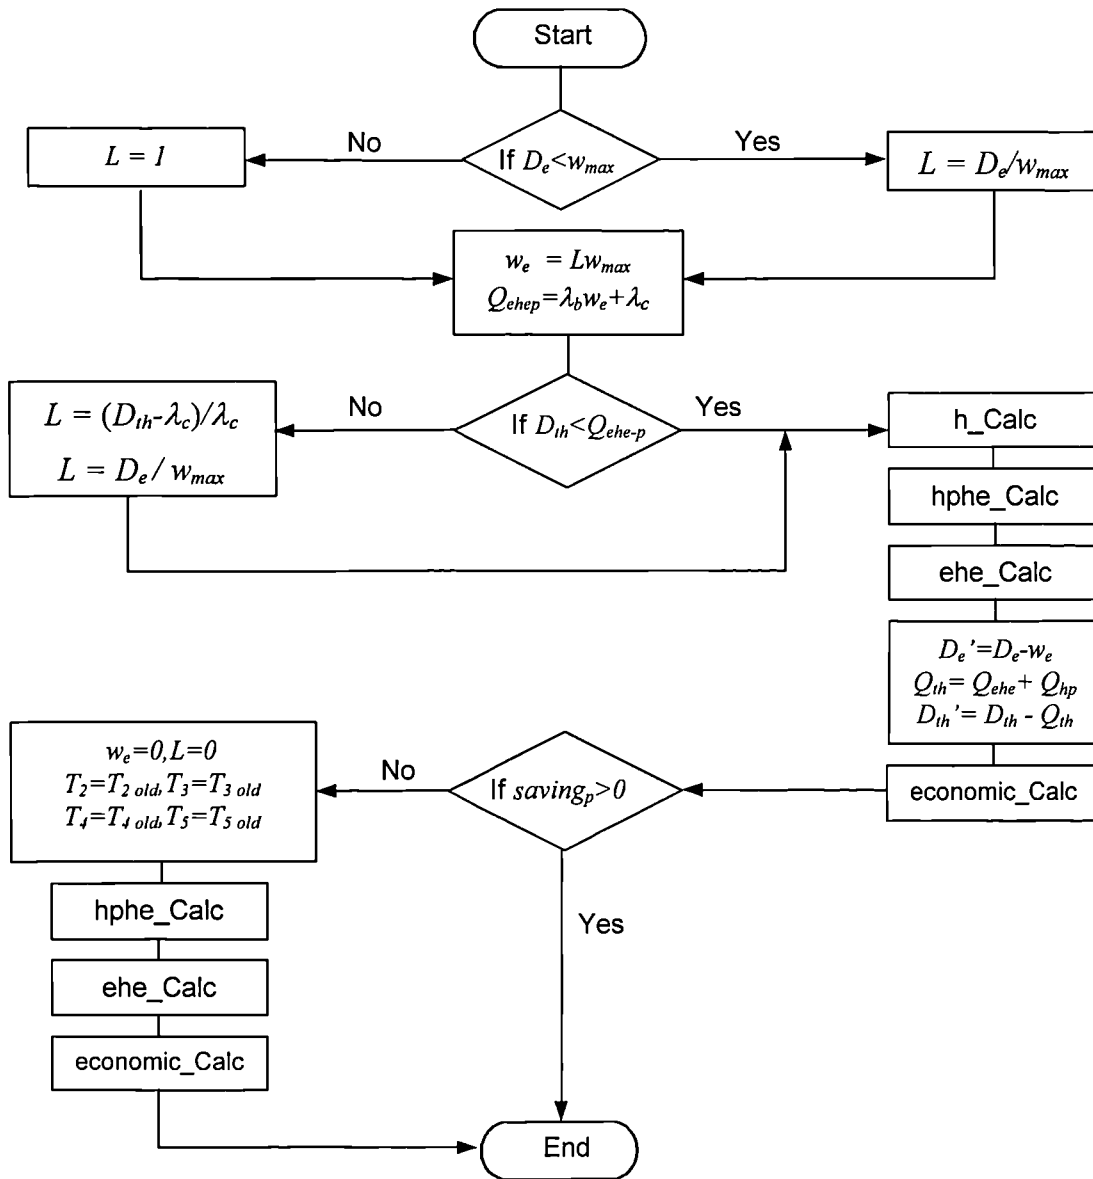 Start
No
Yes
L = 1
If D_e<w_max
L = D_e/w_max
w_e = Lw_max
Q_ehep=λ_bw_e+λ_c
L = (D_th-λ_c)/λ_c
L = D_e / w_max
No
If D_th<Q_ehe-p
Yes
h_Calc
hphe_Calc
ehe_Calc
D_e'=D_e-w_e
Q_th= Q_ehe+ Q_hp
D_th'= D_th - Q_th
economic_Calc
If saving_p>0
No
w_e=0,L=0
T_2=T_2 old,T_3=T_3 old
T_4=T_4 old,T_5=T_5 old
hphe_Calc
ehe_Calc
economic_Calc
Yes
End